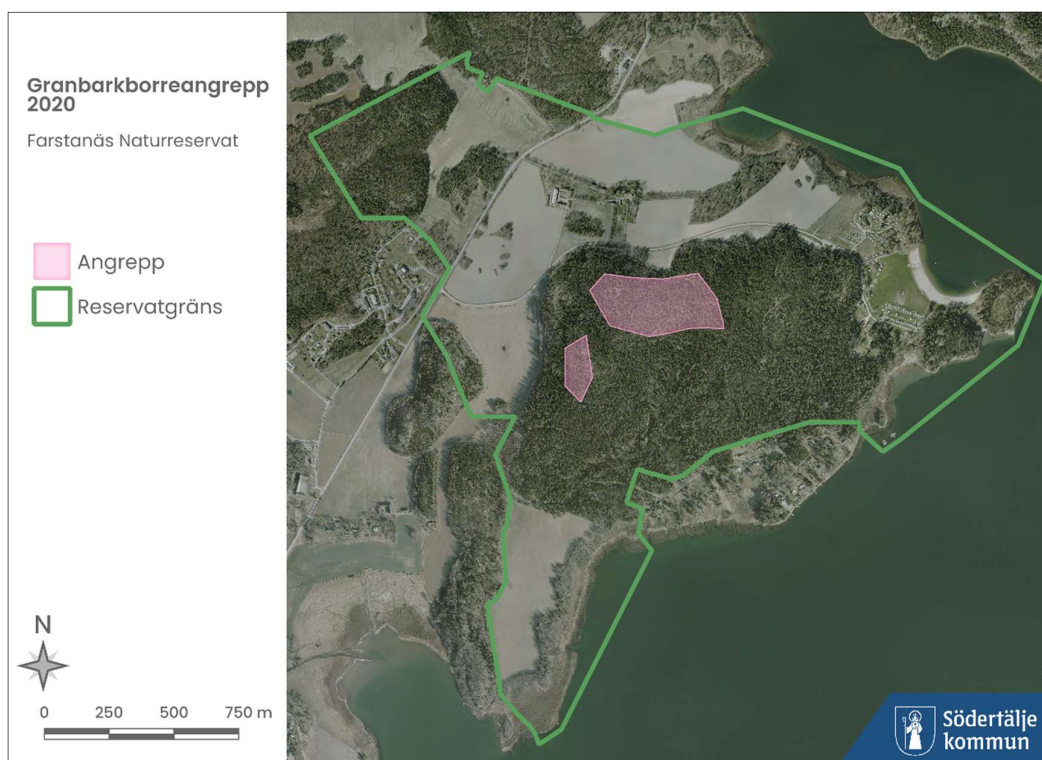 Granbarkborreangrepp
2020
Farstanäs Naturreservat
Angrepp
Reservatgräns
N
0 250 500 750 m
Södertälje
kommun